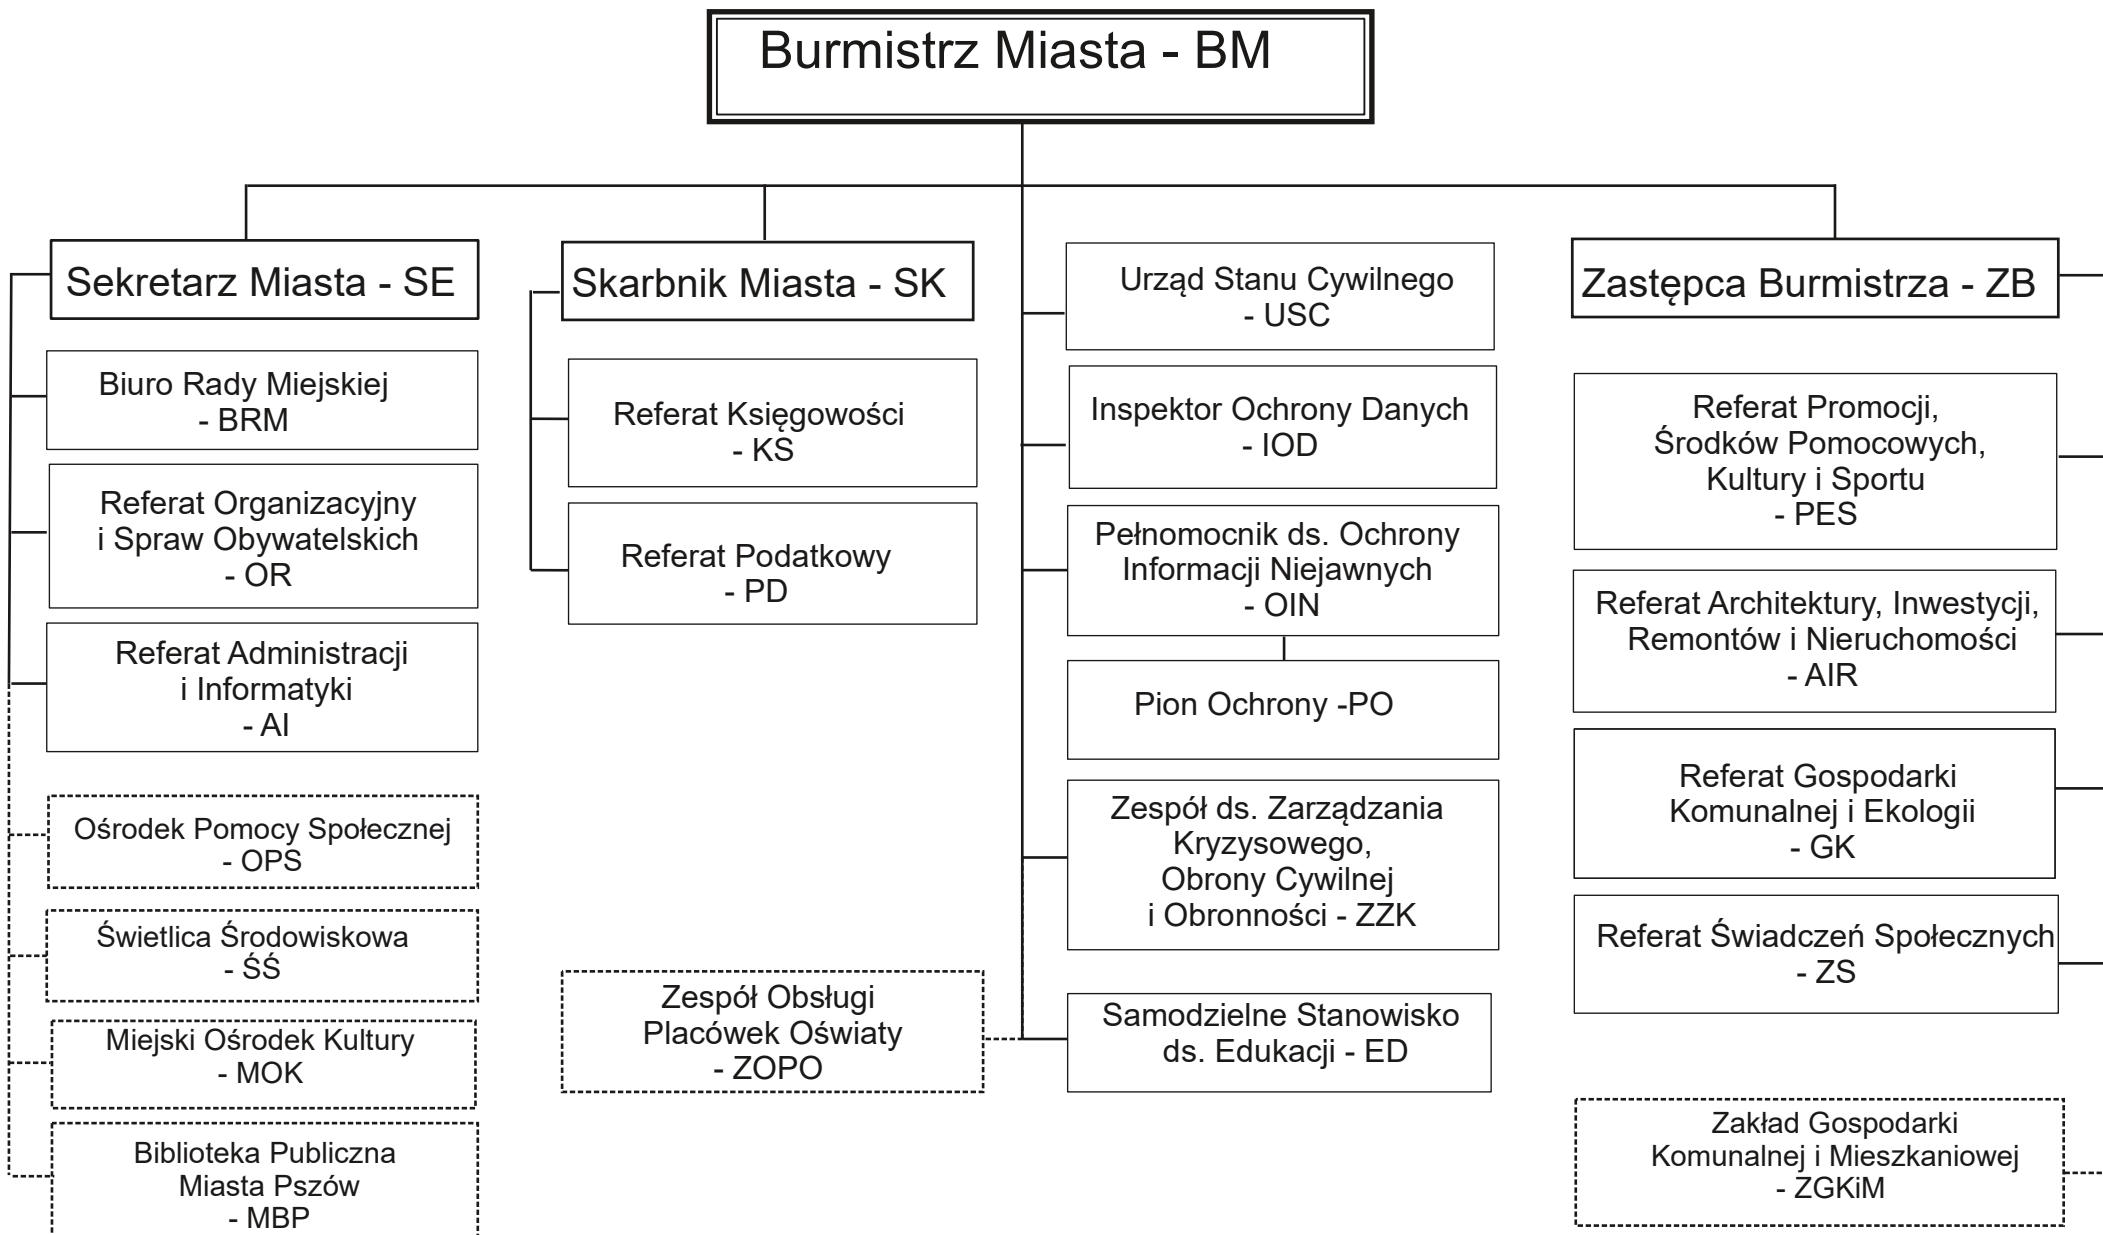 Burmistrz Miasta - BM
Sekretarz Miasta - SE
Biuro Rady Miejskiej
- BRM
Referat Organizacyjny
i Spraw Obywatelskich
- OR
Referat Administracji
i Informatyki
- AI
Ośrodek Pomocy Społecznej
- OPS
Świetlica Środowiskowa
- ŚŚ
Miejski Ośrodek Kultury
- MOK
Biblioteka Publiczna
Miasta Pszów
- MBP
Skarbnik Miasta - SK
Referat Księgowości
- KS
Referat Podatkowy
- PD
Zespół Obsługi
Placówek Oświaty
- ZOPO
Urząd Stanu Cywilnego
- USC
Inspektor Ochrony Danych
- IOD
Pełnomocnik ds. Ochrony
Informacji Niejawnych
- OIN
Pion Ochrony -PO
Zespół ds. Zarządzania
Kryzysowego,
Obrony Cywilnej
i Obronności - ZZK
Samodzielne Stanowisko
ds. Edukacji - ED
Zastępca Burmistrza - ZB
Referat Promocji,
Środków Pomocowych,
Kultury i Sportu
- PES
Referat Architektury, Inwestycji,
Remontów i Nieruchomości
- AIR
Referat Gospodarki
Komunalnej i Ekologii
- GK
Referat Świadczeń Społecznych
- ZS
Zakład Gospodarki
Komunalnej i Mieszkaniowej
- ZGKiM